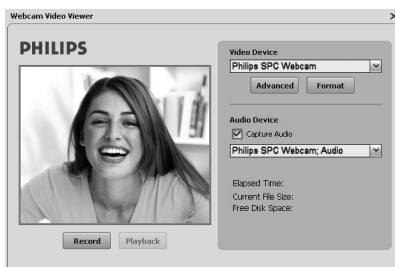 Webcam Video Viewer
X
PHILIPS
Video Device
Philips SPC Webcam
Advanced Format
Audio Device
Capture Audio
Philips SPC Webcam; Audio
Elapsed Time:
Current File Size:
Free Disk Space:
Record Playback